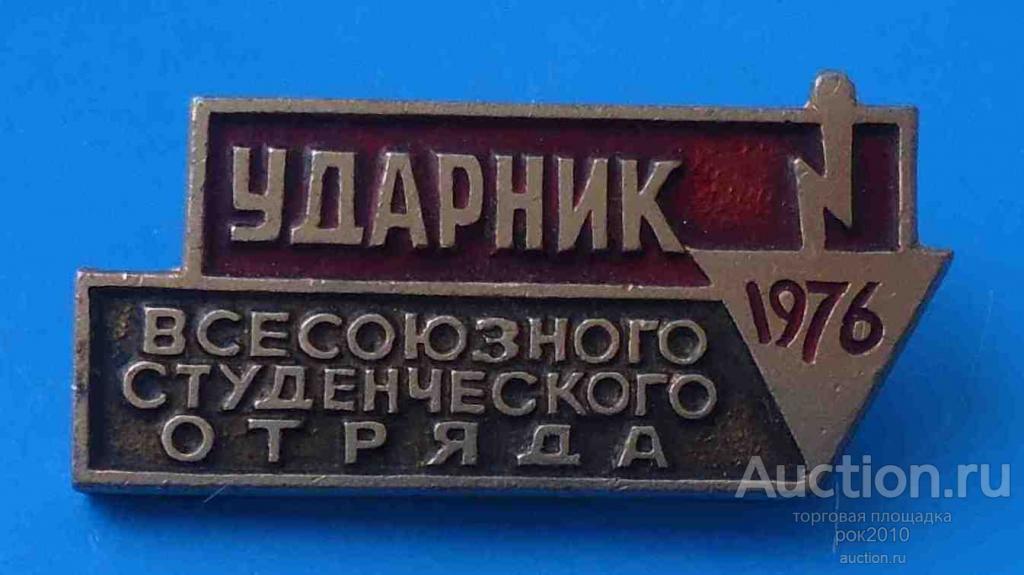 УДАРНИК
1976
ВСЕСОЮЗНОГО
СТУДЕНЧЕСКОГО
ОТРЯДА
Auction.ru
торговая площадка
рок2010
auction.ru